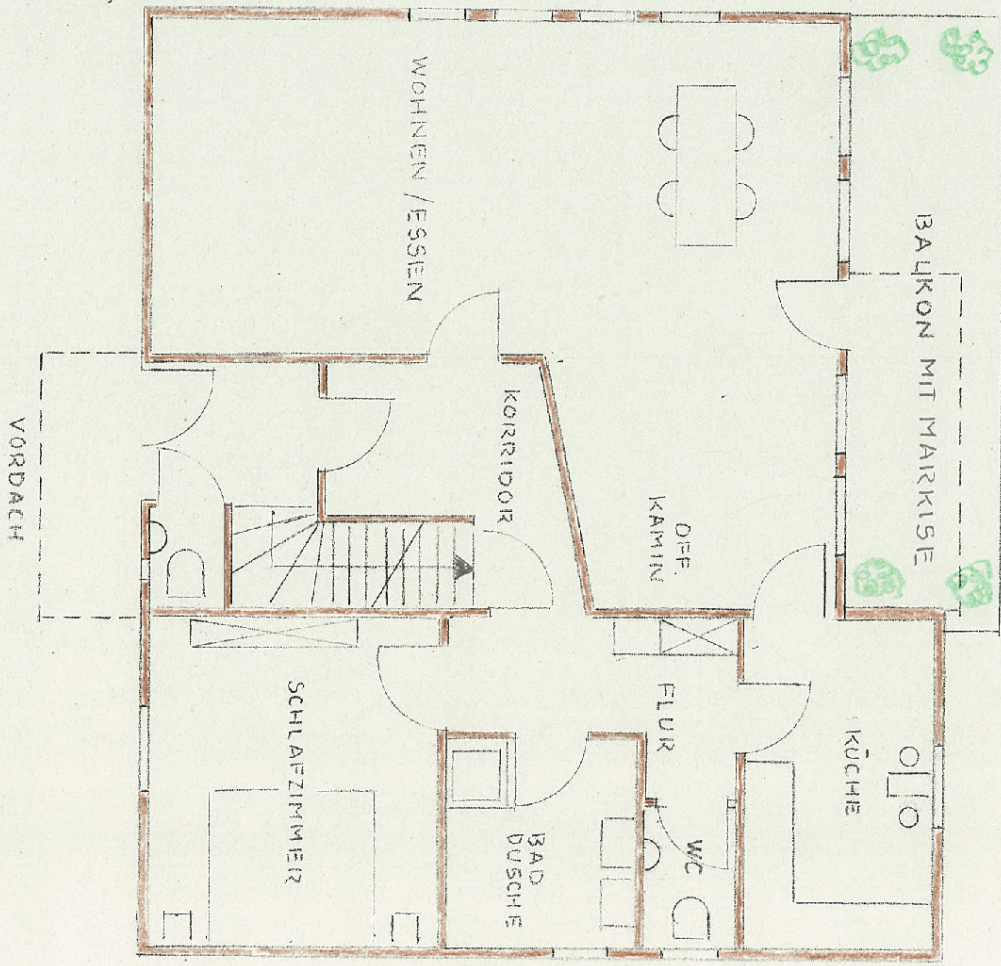 WOHNEN / ESSEN
BALKON MIT MARKISE
KORRIDOR
OFF.
KAMIN
VORDACH
SCHLAFZIMMER
FLUR
KÜCHE
BAD
DUSCHE
WC